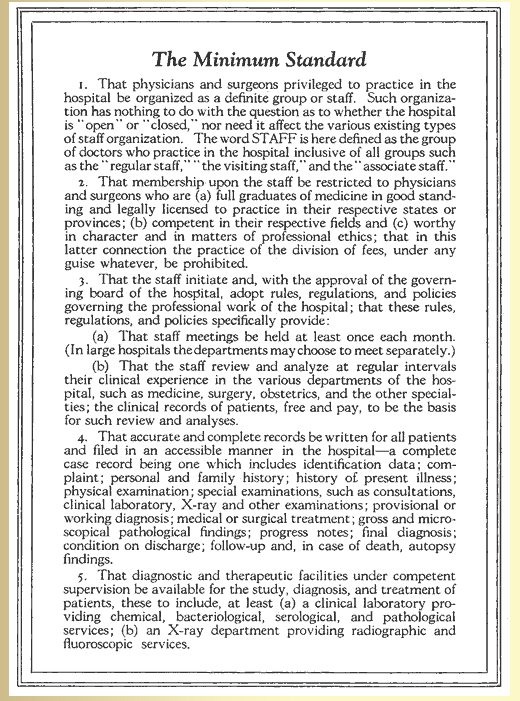 The Minimum Standard
1. That physicians and surgeons privileged to practice in the
hospital be organized as a definite group or staff. Such organiza-
tion has nothing to do with the question as to whether the hospital
is "open" or "closed," nor need it affect the various existing types
of staff organization. The word STAFF is here defined as the group
of doctors who practice in the hospital inclusive of all groups such
as the "regular staff," "the visiting staff," and the "associate staff."
2. That membership upon the staff be restricted to physicians
and surgeons who are (a) full graduates of medicine in good stand-
ing and legally licensed to practice in their respective states or
provinces; (b) competent in their respective fields and (c) worthy
in character and in matters of professional ethics; that in this
latter connection the practice of the division of fees, under any
guise whatever, be prohibited.
3. That the staff initiate and, with the approval of the govern-
ing board of the hospital, adopt rules, regulations, and policies
governing the professional work of the hospital; that these rules,
regulations, and policies specifically provide:
(a) That staff meetings be held at least once each month.
(In large hospitals the departments may choose to meet separately.)
(b) That the staff review and analyze at regular intervals
their clinical experience in the various departments of the hos-
pital, such as medicine, surgery, obstetrics, and the other special-
ties; the clinical records of patients, free and pay, to be the basis
for such review and analyses.
4. That accurate and complete records be written for all patients
and filed in an accessible manner in the hospital—a complete
case record being one which includes identification data; com-
plaint; personal and family history; history of present illness;
physical examination; special examinations, such as consultations,
clinical laboratory, X-ray and other examinations; provisional or
working diagnosis; medical or surgical treatment; gross and micro-
scopical pathological findings; progress notes; final diagnosis;
condition on discharge; follow-up and, in case of death, autopsy
findings.
5. That diagnostic and therapeutic facilities under competent
supervision be available for the study, diagnosis, and treatment of
patients, these to include, at least (a) a clinical laboratory pro-
viding chemical, bacteriological, serological, and pathological
services; (b) an X-ray department providing radiographic and
fluoroscopic services.